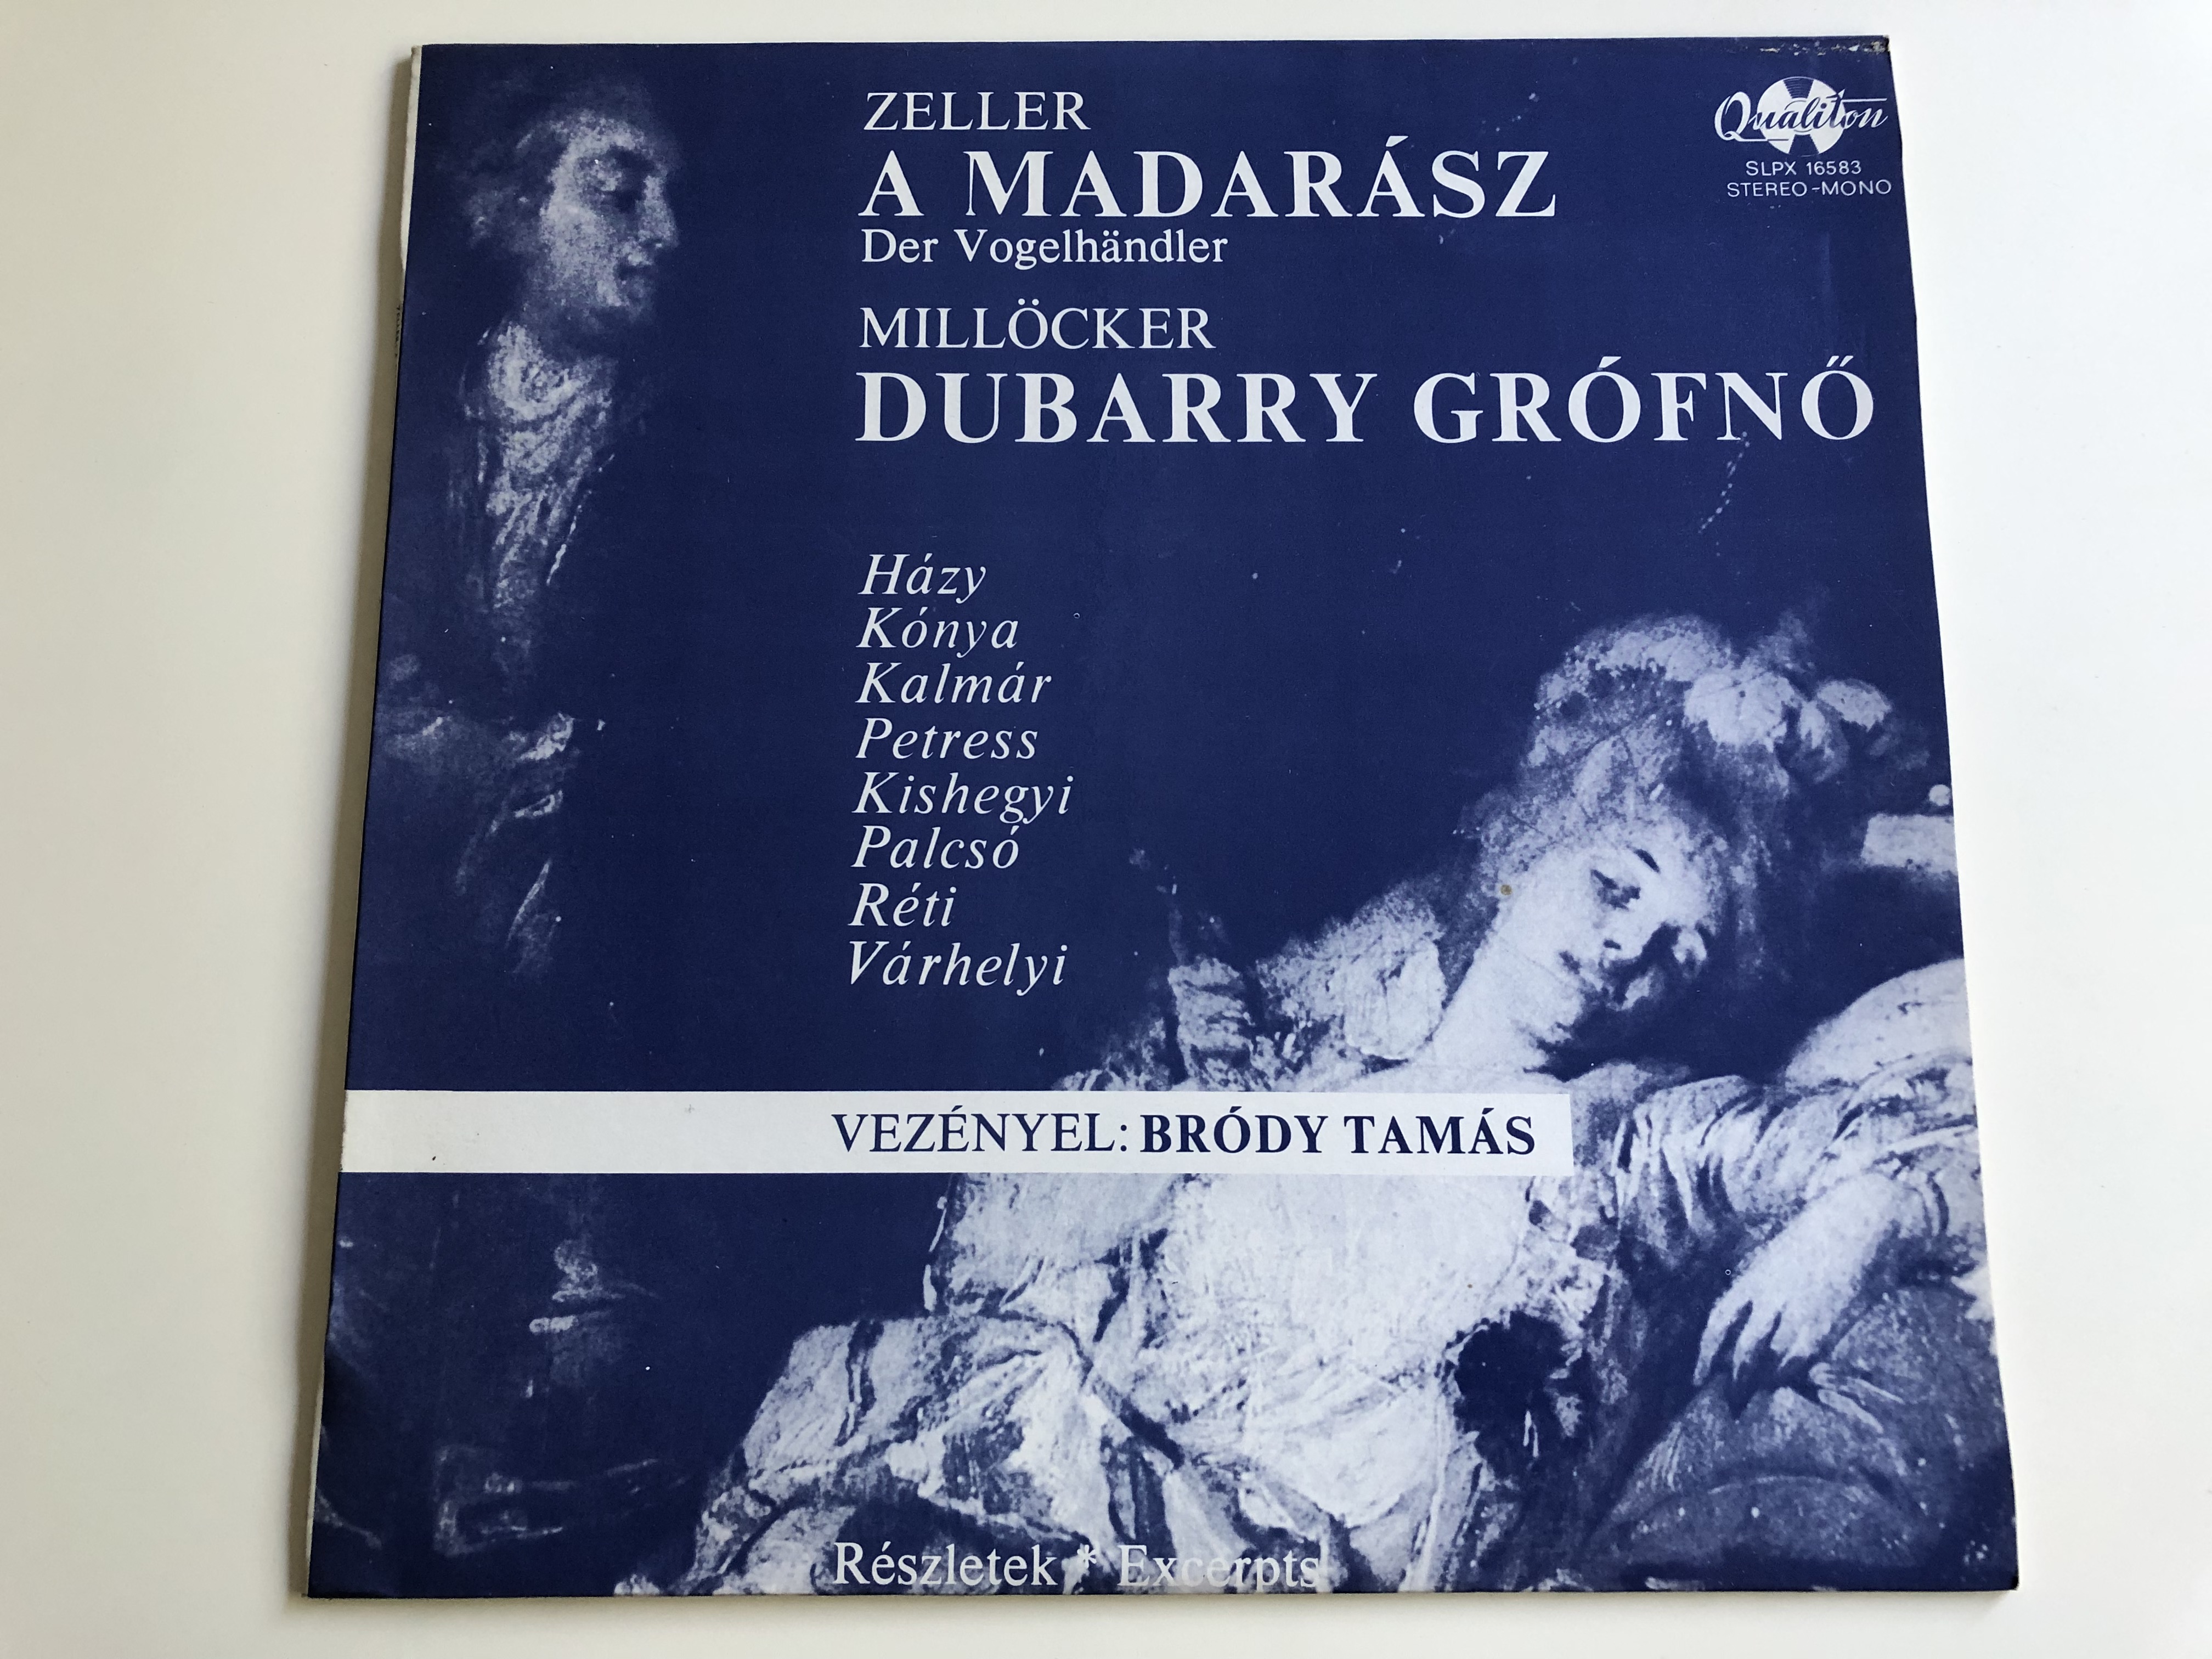 ZELLER
A MADARÁSZ
Der Vogelhändler
MILLÖCKER
DUBARRY GRÓFNŐ
Qualiton
SLPX 16583
STEREO-MONO
Házy
Kónya
Kalmár
Petress
Kishegyi
Palcsó
Réti
Várhelyi
VEZÉNYEL: BRÓDY TAMÁS
Részletek * Excerpts